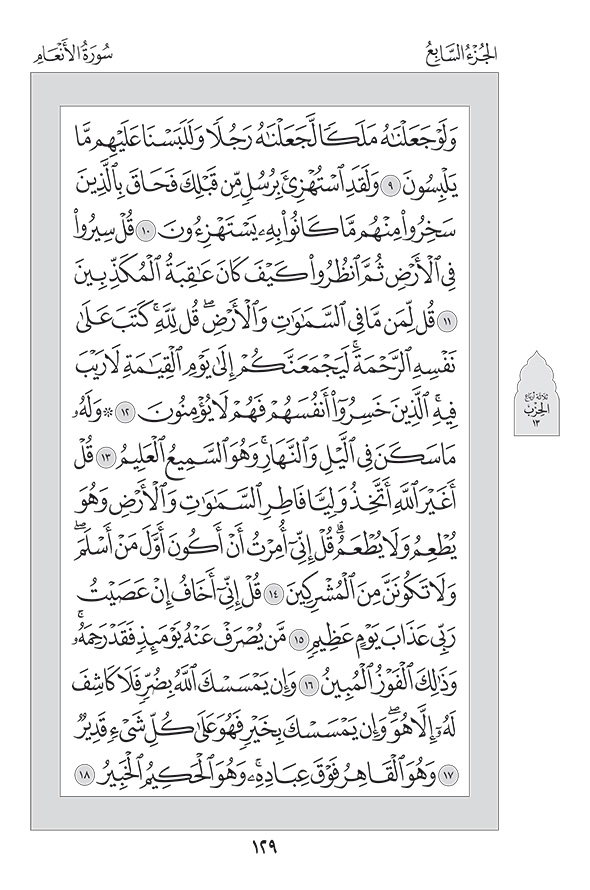 الجُزْءُ السَّابِعُ
سُورَةُ الأَنْعَامِ
وَلَوْ جَعَلْنَٰهُ مَلَكًا لَّجَعَلْنَٰهُ رَجُلًا وَلَلَبَسْنَا عَلَيْهِم مَّا
يَلْبِسُونَ ٩ وَلَقَدِ ٱسْتُهْزِئَ بِرُسُلٍ مِّن قَبْلِكَ فَحَاقَ بِٱلَّذِينَ
سَخِرُوا۟ مِنْهُم مَّا كَانُوا۟ بِهِۦ يَسْتَهْزِءُونَ ١٠ قُلْ سِيرُوا۟
فِى ٱلْأَرْضِ ثُمَّ ٱنظُرُوا۟ كَيْفَ كَانَ عَٰقِبَةُ ٱلْمُكَذِّبِينَ
١١ قُل لِّمَن مَّا فِى ٱلسَّمَٰوَٰتِ وَٱلْأَرْضِ ۖ قُل لِّلَّهِ ۚ كَتَبَ عَلَىٰ
نَفْسِهِ ٱلرَّحْمَةَ ۚ لَيَجْمَعَنَّكُمْ إِلَىٰ يَوْمِ ٱلْقِيَٰمَةِ لَا رَيْبَ
فِيهِ ۚ ٱلَّذِينَ خَسِرُوٓا۟ أَنفُسَهُمْ فَهُمْ لَا يُؤْمِنُونَ ١٢ ۞ وَلَهُۥ
مَا سَكَنَ فِى ٱلَّيْلِ وَٱلنَّهَارِ ۚ وَهُوَ ٱلسَّمِيعُ ٱلْعَلِيمُ ١٣ قُلْ
أَغَيْرَ ٱللَّهِ أَتَّخِذُ وَلِيًّا فَاطِرِ ٱلسَّمَٰوَٰتِ وَٱلْأَرْضِ وَهُوَ
يُطْعِمُ وَلَا يُطْعَمُ ۗ قُلْ إِنِّىٓ أُمِرْتُ أَنْ أَكُونَ أَوَّلَ مَنْ أَسْلَمَ ۖ
وَلَا تَكُونَنَّ مِنَ ٱلْمُشْرِكِينَ ١٤ قُلْ إِنِّىٓ أَخَافُ إِنْ عَصَيْتُ
رَبِّى عَذَابَ يَوْمٍ عَظِيمٍ ١٥ مَّن يُصْرَفْ عَنْهُ يَوْمَئِذٍ فَقَدْ رَحِمَهُۥ ۚ
وَذَٰلِكَ ٱلْفَوْزُ ٱلْمُبِينُ ١٦ وَإِن يَمْسَسْكَ ٱللَّهُ بِضُرٍّ فَلَا كَاشِفَ
لَهُۥٓ إِلَّا هُوَ ۖ وَإِن يَمْسَسْكَ بِخَيْرٍ فَهُوَ عَلَىٰ كُلِّ شَىْءٍ قَدِيرٌ
١٧ وَهُوَ ٱلْقَاهِرُ فَوْقَ عِبَادِهِۦ ۚ وَهُوَ ٱلْحَكِيمُ ٱلْخَبِيرُ ١٨
ثلاثة أرباع
الحزب
١٣
١٢٩